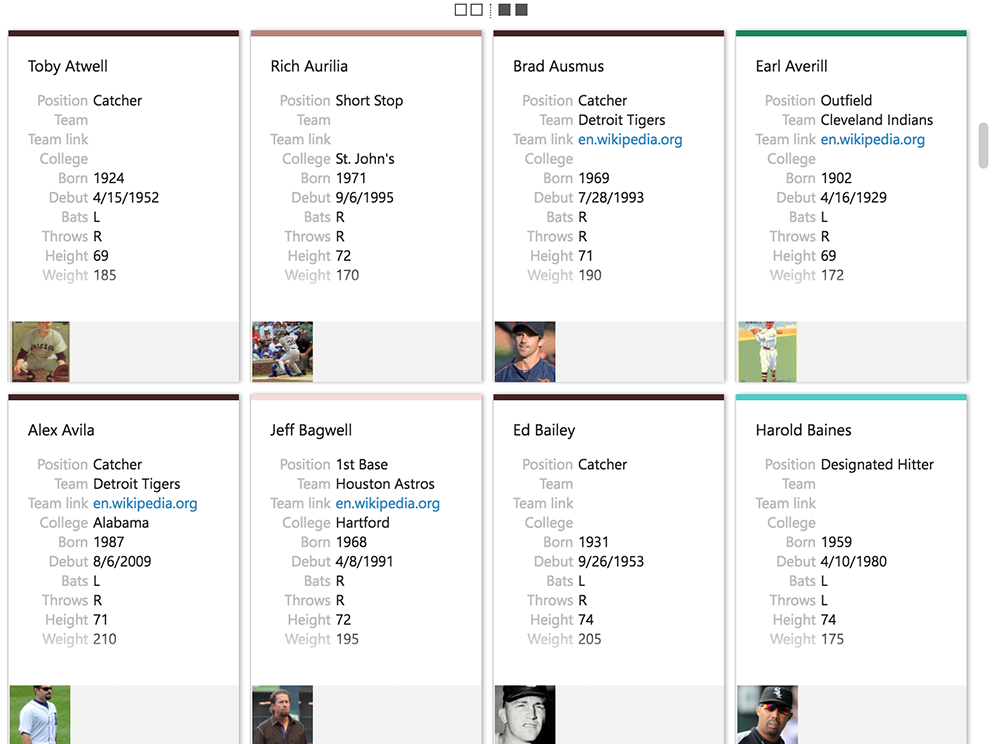 Toby Atwell
Position Catcher
Team
Team link
College
Born 1924
Debut 4/15/1952
Bats L
Throws R
Height 69
Weight 185
Rich Aurilia
Position Short Stop
Team
Team link
College St. John's
Born 1971
Debut 9/6/1995
Bats R
Throws R
Height 72
Weight 170
Brad Ausmus
Position Catcher
Team Detroit Tigers
Team link en.wikipedia.org
College
Born 1969
Debut 7/28/1993
Bats R
Throws R
Height 71
Weight 190
Earl Averill
Position Outfield
Team Cleveland Indians
Team link en.wikipedia.org
College
Born 1902
Debut 4/16/1929
Bats L
Throws R
Height 69
Weight 172
Alex Avila
Position Catcher
Team Detroit Tigers
Team link en.wikipedia.org
College Alabama
Born 1987
Debut 8/6/2009
Bats L
Throws R
Height 71
Weight 210
Jeff Bagwell
Position 1st Base
Team Houston Astros
Team link en.wikipedia.org
College Hartford
Born 1968
Debut 4/8/1991
Bats R
Throws R
Height 72
Weight 195
Ed Bailey
Position Catcher
Team
Team link
College
Born 1931
Debut 9/26/1953
Bats L
Throws R
Height 74
Weight 205
Harold Baines
Position Designated Hitter
Team
Team link
College
Born 1959
Debut 4/10/1980
Bats L
Throws L
Height 74
Weight 175